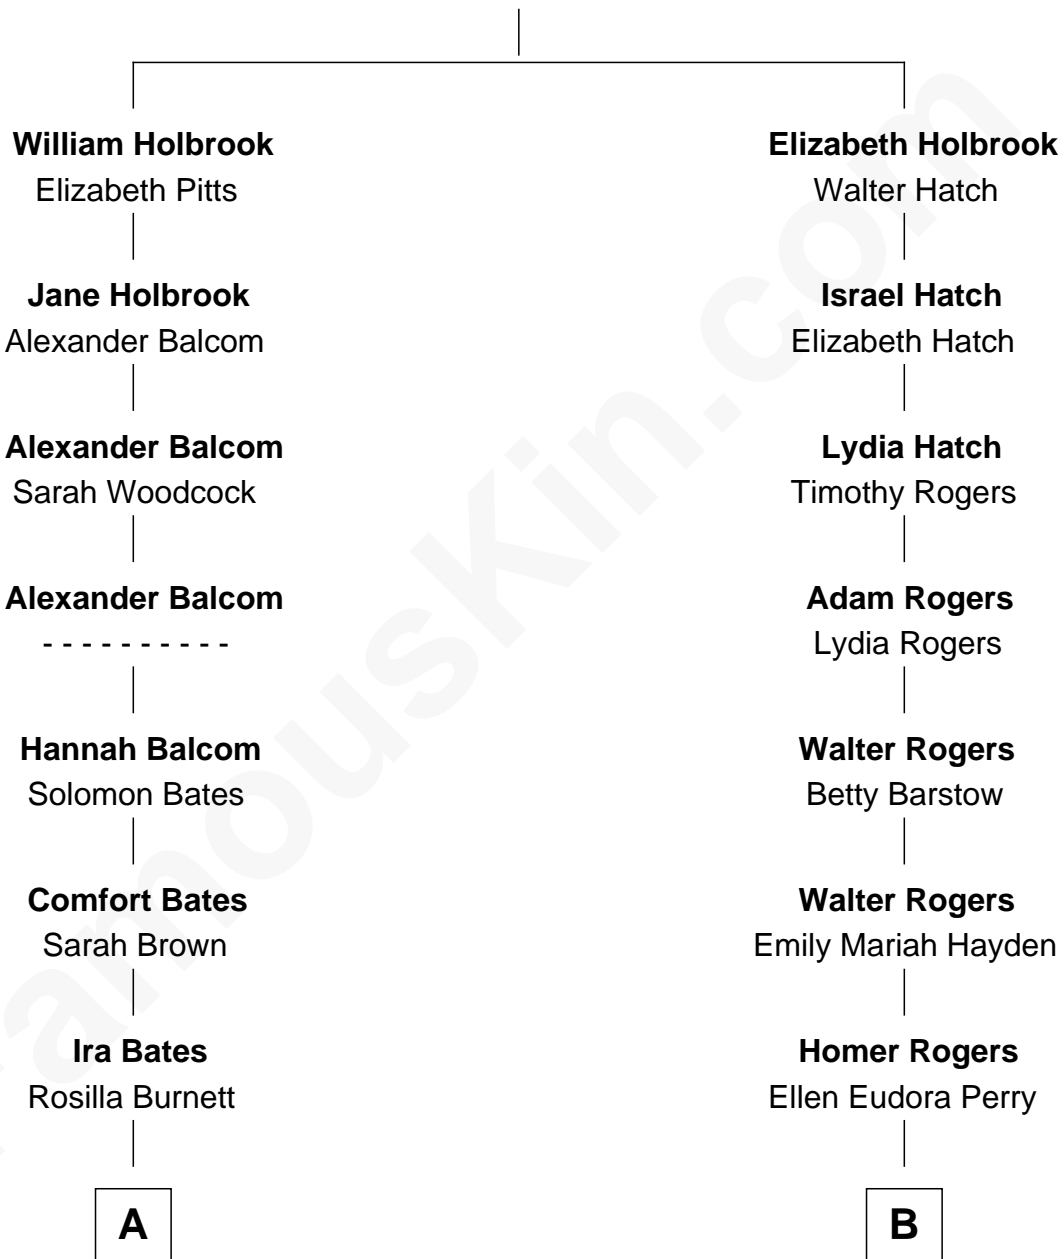 William Holbrook
Elizabeth Pitts
Jane Holbrook
Alexander Balcom
Alexander Balcom
Sarah Woodcock
Alexander Balcom
- - - - - - - - - -
Hannah Balcom
Solomon Bates
Comfort Bates
Sarah Brown
Ira Bates
Rosilla Burnett
A
Elizabeth Holbrook
Walter Hatch
Israel Hatch
Elizabeth Hatch
Lydia Hatch
Timothy Rogers
Adam Rogers
Lydia Rogers
Walter Rogers
Betty Barstow
Walter Rogers
Emily Mariah Hayden
Homer Rogers
Ellen Eudora Perry
B
FamousKin.com